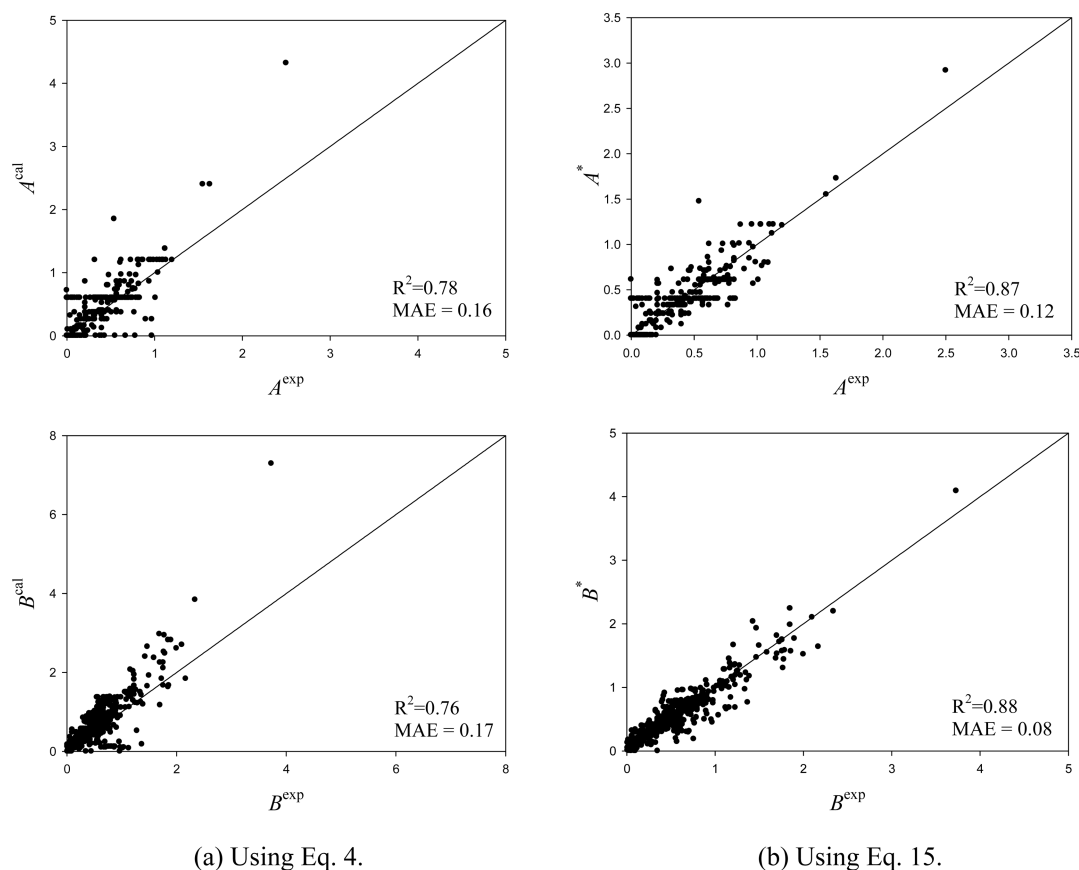 5
4
3
2
1
0
0
1
2
3
4
5
A^cal
A^exp
R²=0.78
MAE = 0.16
3.5
3.0
2.5
2.0
1.5
1.0
0.5
0.0
0.0
0.5
1.0
1.5
2.0
2.5
3.0
3.5
A^*
A^exp
R²=0.87
MAE = 0.12
8
6
4
2
0
0
2
4
6
8
B^cal
B^exp
R²=0.76
MAE = 0.17
5
4
3
2
1
0
0
1
2
3
4
5
B^*
B^exp
R²=0.88
MAE = 0.08
(a) Using Eq. 4.
(b) Using Eq. 15.